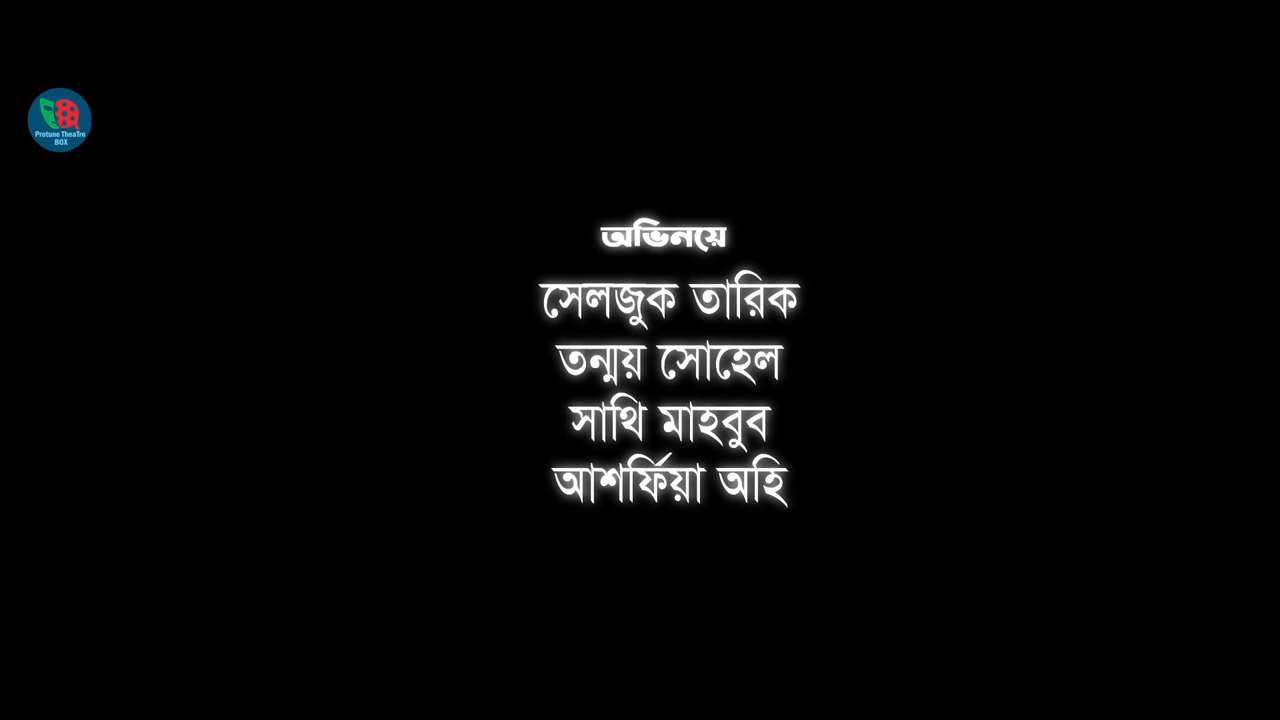 Protune TheaTre
BOX
অভিনয়ে
সেলজুক তারিক
তন্ময় সোহেল
সাথি মাহবুব
আশর্ফিয়া অহি